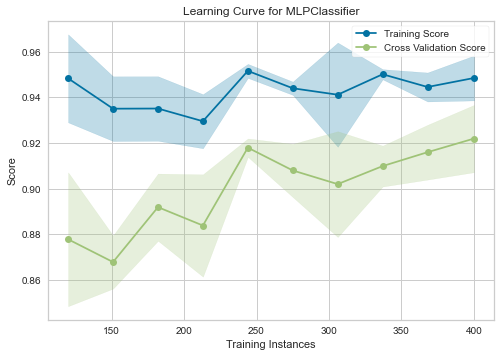 Learning Curve for MLPClassifier
Training Score
Cross Validation Score
0.96
0.94
0.92
0.90
0.88
0.86
Score
150
200
250
300
350
400
Training Instances